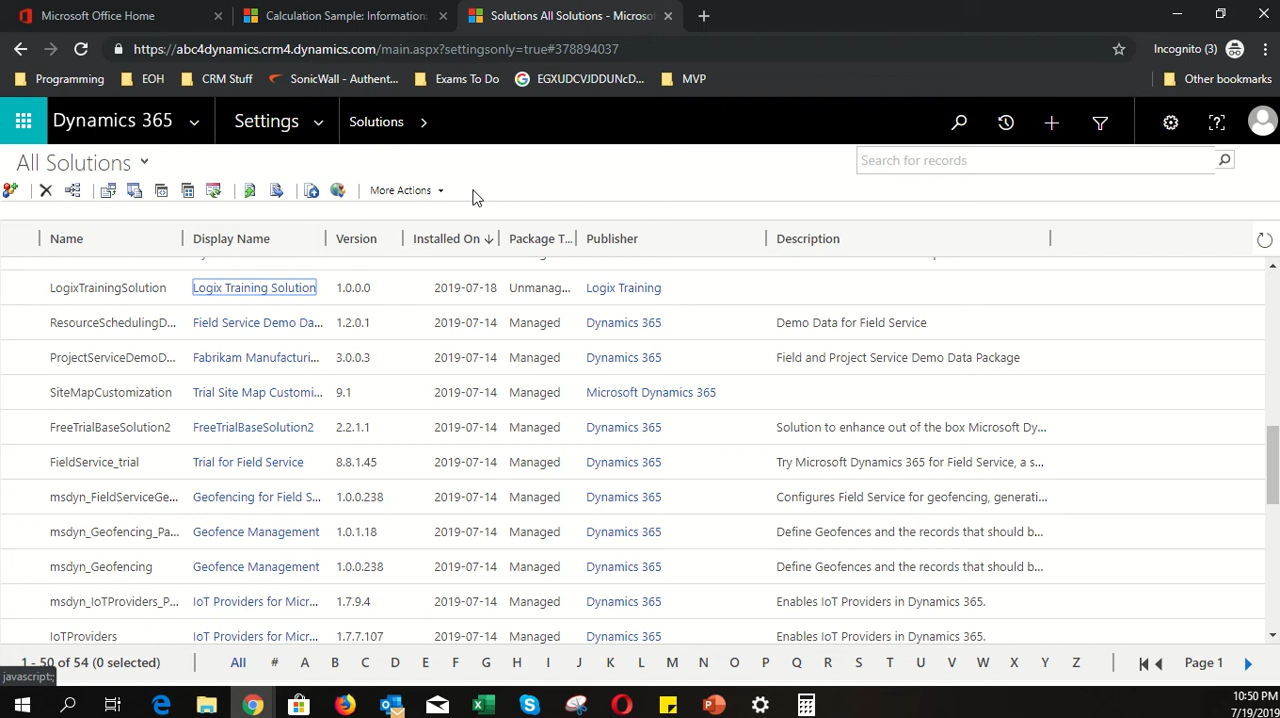 Microsoft Office Home
Calculation Sample: Information:
Solutions All Solutions - Microso
https://abc4dynamics.crm4.dynamics.com/main.aspx?settingsonly=true#378894037
Incognito (3)
Programming
EOH
CRM Stuff
SonicWall - Authent...
Exams To Do
EGXUDCVJDDUNcD...
MVP
Other bookmarks
Dynamics 365
Settings
Solutions
All Solutions
Search for records
More Actions
Name Display Name Version Installed On Package T... Publisher Description
LogixTrainingSolution Logix Training Solution 1.0.0.0 2019-07-18 Unmanag... Logix Training
ResourceSchedulingD... Field Service Demo Da... 1.2.0.1 2019-07-14 Managed Dynamics 365 Demo Data for Field Service
ProjectServiceDemoD... Fabrikam Manufacturi... 3.0.0.3 2019-07-14 Managed Dynamics 365 Field and Project Service Demo Data Package
SiteMapCustomization Trial Site Map Customi... 9.1 2019-07-14 Managed Microsoft Dynamics 365
FreeTrialBaseSolution2 FreeTrialBaseSolution2 2.2.1.1 2019-07-14 Managed Dynamics 365 Solution to enhance out of the box Microsoft Dy...
FieldService_trial Trial for Field Service 8.8.1.45 2019-07-14 Managed Dynamics 365 Try Microsoft Dynamics 365 for Field Service, a s...
msdyn_FieldServiceGe... Geofencing for Field S... 1.0.0.238 2019-07-14 Managed Dynamics 365 Configures Field Service for geofencing, generati...
msdyn_Geofencing_Pa... Geofence Management 1.0.1.18 2019-07-14 Managed Dynamics 365 Define Geofences and the records that should b...
msdyn_Geofencing Geofence Management 1.0.0.238 2019-07-14 Managed Dynamics 365 Define Geofences and the records that should b...
msdyn_IoTProviders_P... IoT Providers for Micr... 1.7.9.4 2019-07-14 Managed Dynamics 365 Enables IoT Providers in Dynamics 365.
IoTProviders IoT Providers for Micr... 1.7.7.107 2019-07-14 Managed Dynamics 365 Enables IoT Providers in Dynamics 365.
1 - 50 of 54 (0 selected) All # A B C D E F G H I J K L M N O P Q R S T U V W X Y Z Page 1
javascript:;
10:50 PM
7/19/2019